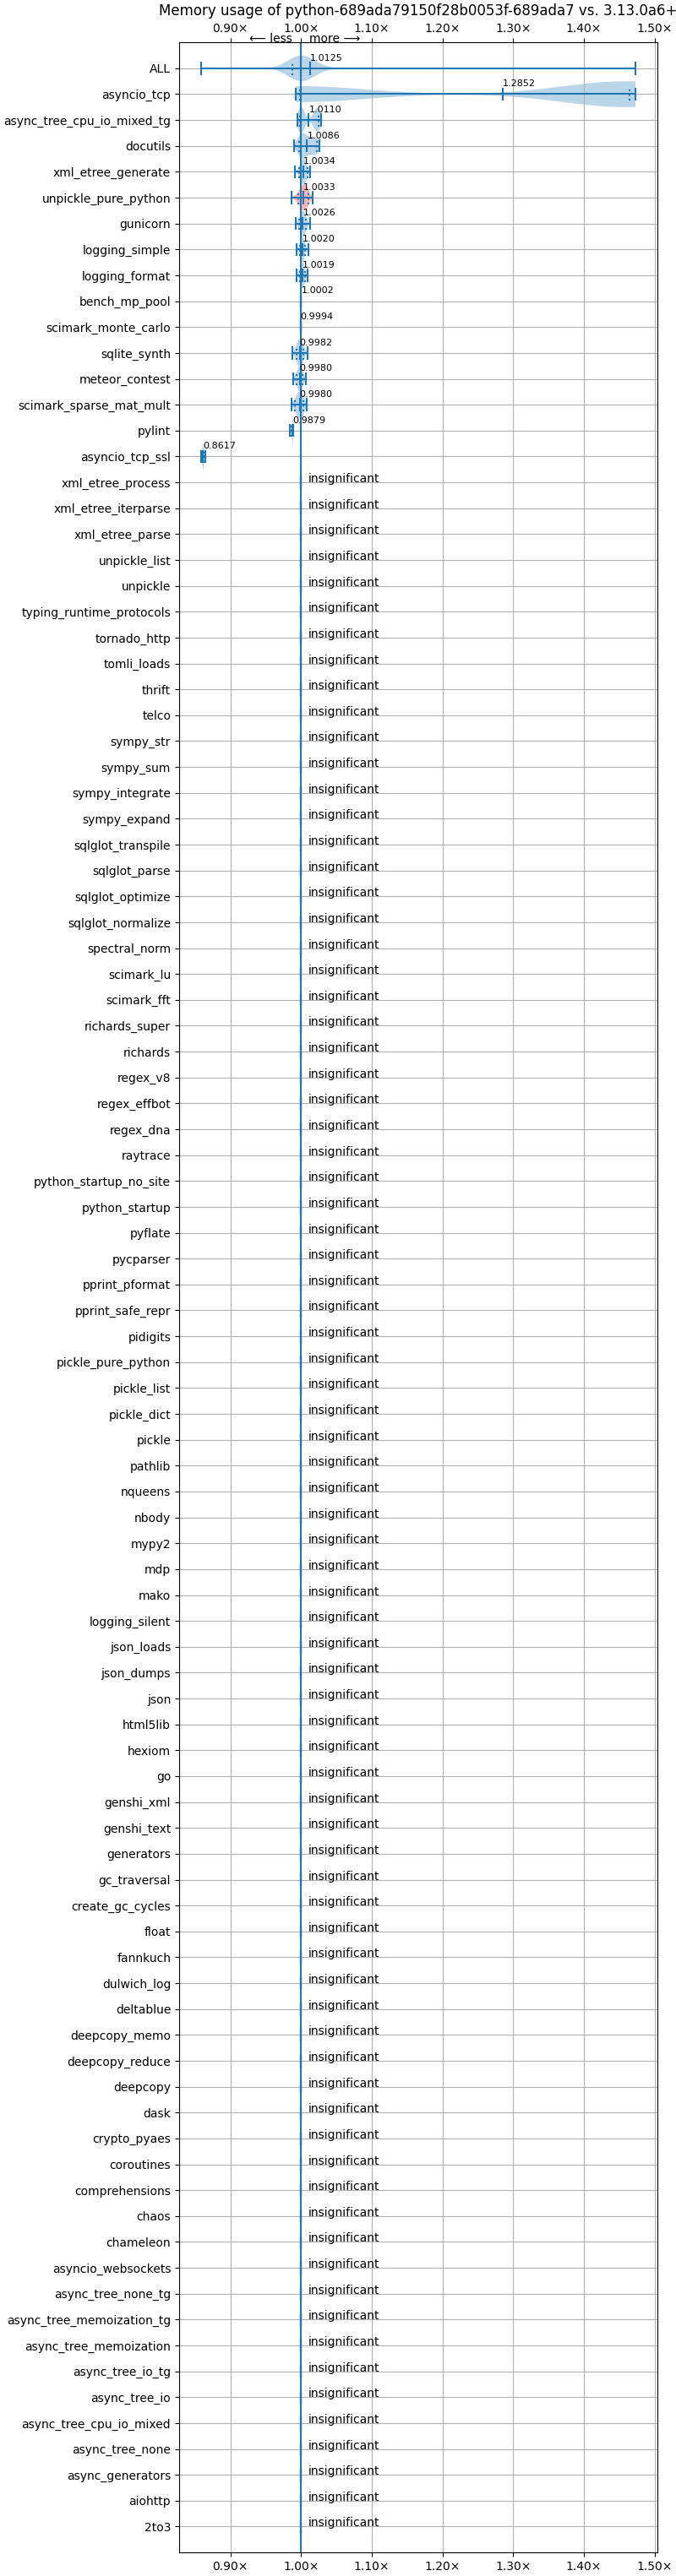 Memory usage of python-689ada79150f28b0053f-689ada7 vs. 3.13.0a6+
0.90× 1.00× 1.10× 1.20× 1.30× 1.40× 1.50×
⟵ less more ⟶
ALL 1.0125
asyncio_tcp 1.2852
async_tree_cpu_io_mixed_tg 1.0110
docutils 1.0086
xml_etree_generate 1.0034
unpickle_pure_python 1.0033
gunicorn 1.0026
logging_simple 1.0020
logging_format 1.0019
bench_mp_pool 1.0002
scimark_monte_carlo 0.9994
sqlite_synth 0.9982
meteor_contest 0.9980
scimark_sparse_mat_mult 0.9980
pylint 0.9879
asyncio_tcp_ssl 0.8617
xml_etree_process insignificant
xml_etree_iterparse insignificant
xml_etree_parse insignificant
unpickle_list insignificant
unpickle insignificant
typing_runtime_protocols insignificant
tornado_http insignificant
tomli_loads insignificant
thrift insignificant
telco insignificant
sympy_str insignificant
sympy_sum insignificant
sympy_integrate insignificant
sympy_expand insignificant
sqlglot_transpile insignificant
sqlglot_parse insignificant
sqlglot_optimize insignificant
sqlglot_normalize insignificant
spectral_norm insignificant
scimark_lu insignificant
scimark_fft insignificant
richards_super insignificant
richards insignificant
regex_v8 insignificant
regex_effbot insignificant
regex_dna insignificant
raytrace insignificant
python_startup_no_site insignificant
python_startup insignificant
pyflate insignificant
pycparser insignificant
pprint_pformat insignificant
pprint_safe_repr insignificant
pidigits insignificant
pickle_pure_python insignificant
pickle_list insignificant
pickle_dict insignificant
pickle insignificant
pathlib insignificant
nqueens insignificant
nbody insignificant
mypy2 insignificant
mdp insignificant
mako insignificant
logging_silent insignificant
json_loads insignificant
json_dumps insignificant
json insignificant
html5lib insignificant
hexiom insignificant
go insignificant
genshi_xml insignificant
genshi_text insignificant
generators insignificant
gc_traversal insignificant
create_gc_cycles insignificant
float insignificant
fannkuch insignificant
dulwich_log insignificant
deltablue insignificant
deepcopy_memo insignificant
deepcopy_reduce insignificant
deepcopy insignificant
dask insignificant
crypto_pyaes insignificant
coroutines insignificant
comprehensions insignificant
chaos insignificant
chameleon insignificant
asyncio_websockets insignificant
async_tree_none_tg insignificant
async_tree_memoization_tg insignificant
async_tree_memoization insignificant
async_tree_io_tg insignificant
async_tree_io insignificant
async_tree_cpu_io_mixed insignificant
async_tree_none insignificant
async_generators insignificant
aiohttp insignificant
2to3 insignificant
0.90× 1.00× 1.10× 1.20× 1.30× 1.40× 1.50×